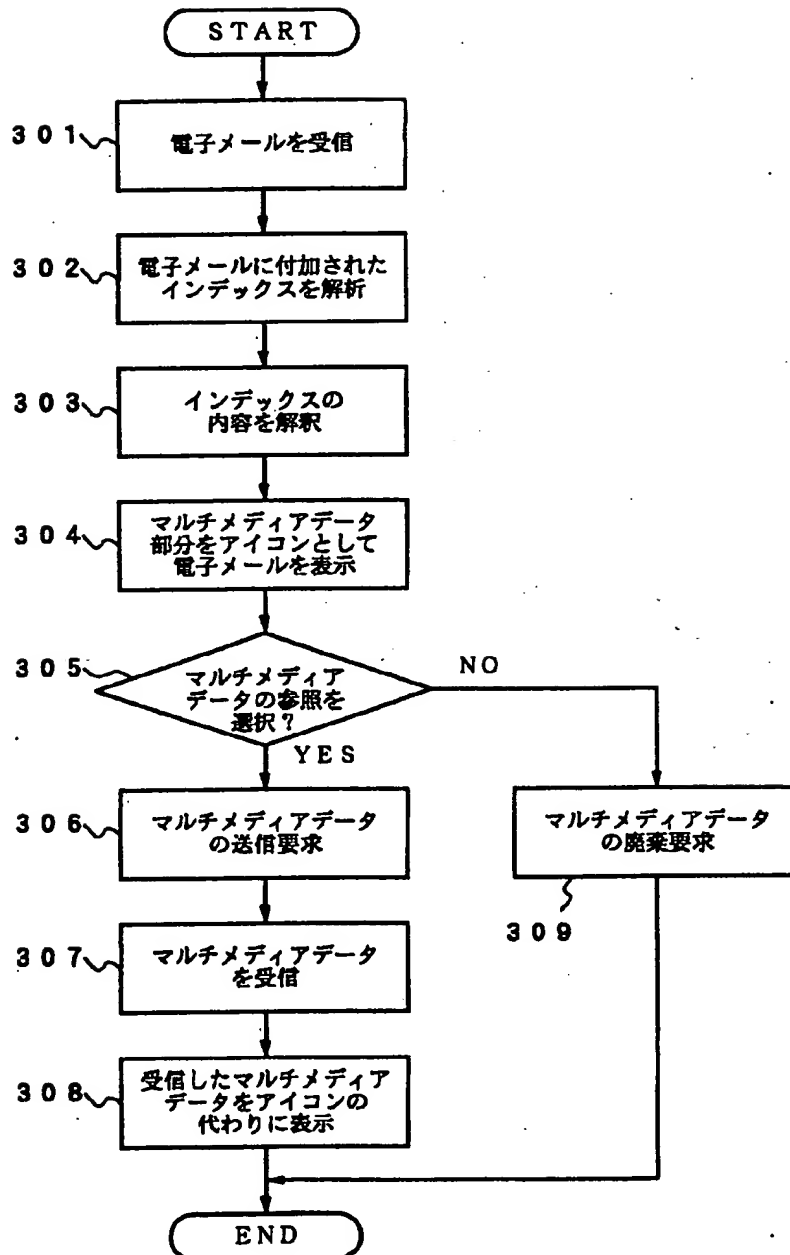 START
301
電子メールを受信
302
電子メールに付加された
インデックスを解析
303
インデックスの
内容を解釈
304
マルチメディアデータ
部分をアイコンとして
電子メールを表示
305
マルチメディア
データの参照を
選択?
NO
YES
306
マルチメディアデータ
の送信要求
マルチメディアデータ
の廃棄要求
309
307
マルチメディアデータ
を受信
308
受信したマルチメディア
データをアイコンの
代わりに表示
END